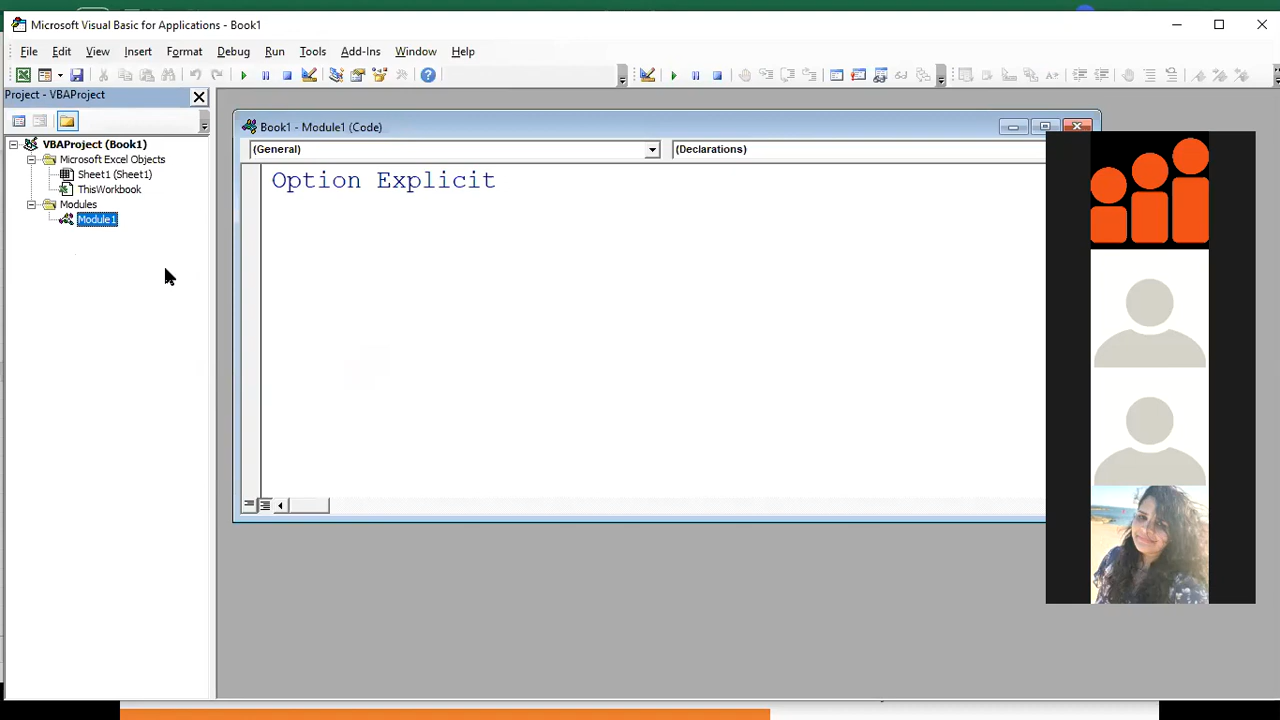 Microsoft Visual Basic for Applications - Book1
File Edit View Insert Format Debug Run Tools Add-Ins Window Help
Project - VBAProject
VBAProject (Book1)
Microsoft Excel Objects
Sheet1 (Sheet1)
ThisWorkbook
Modules
Module1
Book1 - Module1 (Code)
(General)
(Declarations)
Option Explicit